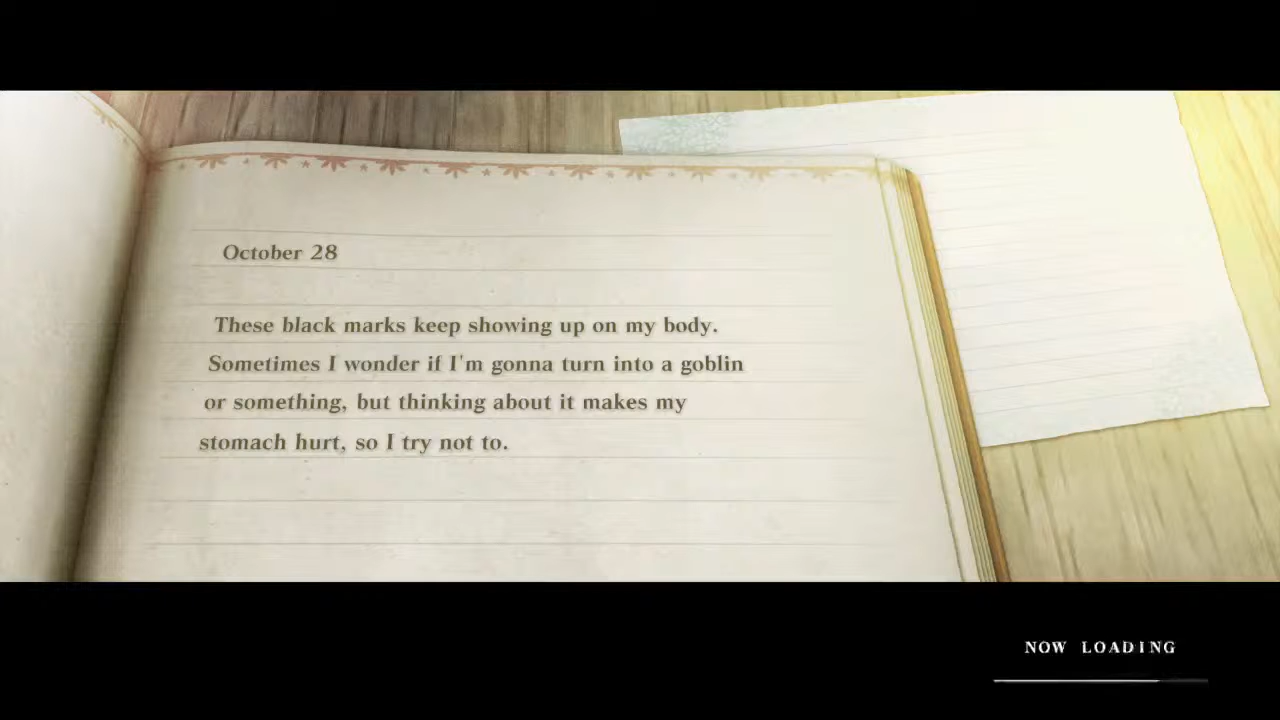 October 28
These black marks keep showing up on my body.
Sometimes I wonder if I'm gonna turn into a goblin
or something, but thinking about it makes my
stomach hurt, so I try not to.
NOW LOADING